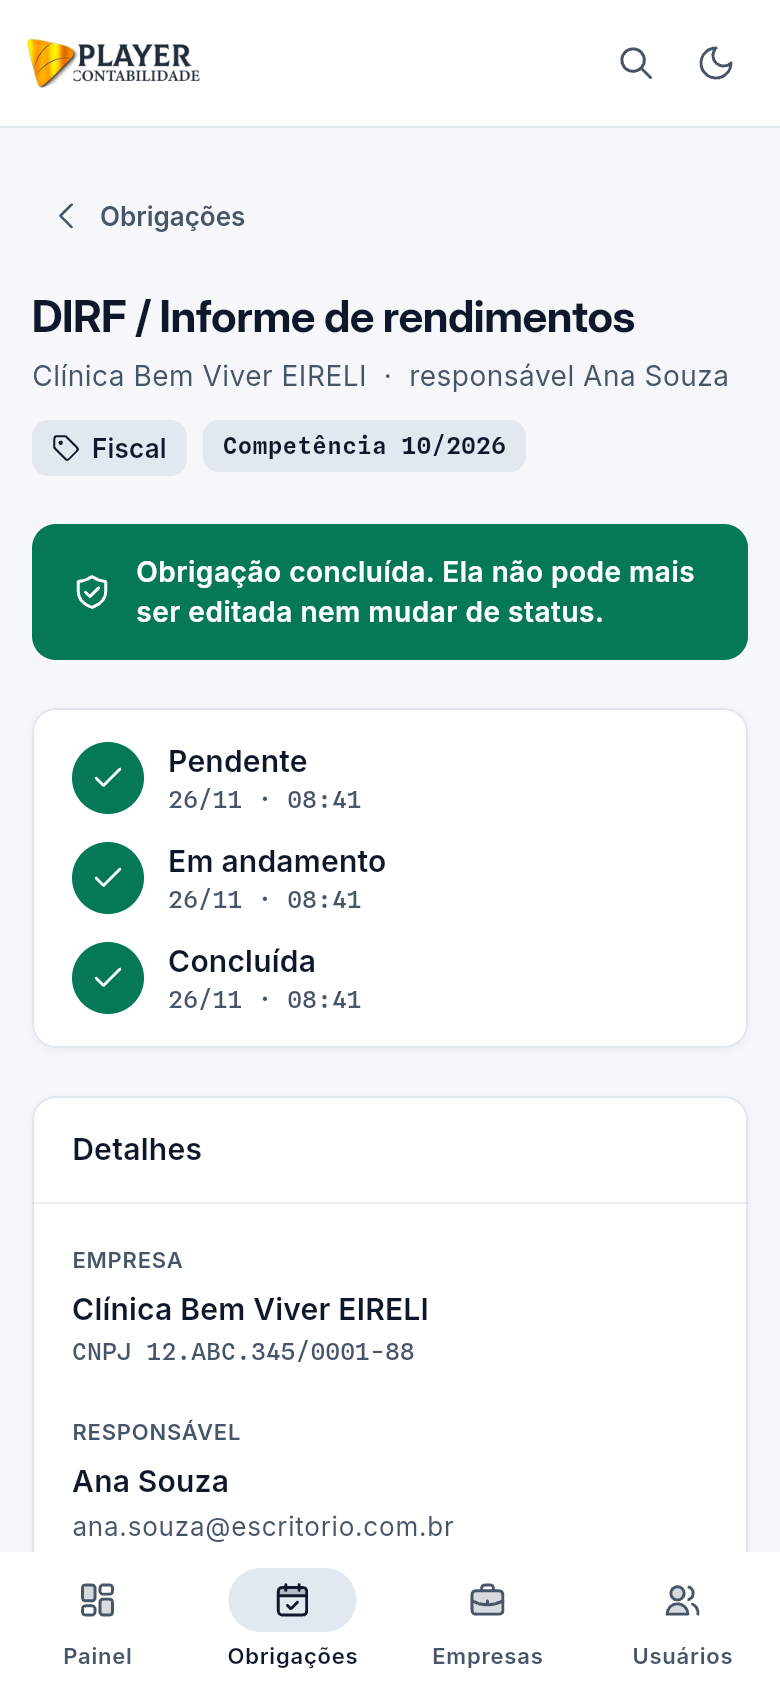 PLAYER
CONTABILIDADE
Obrigações
DIRF / Informe de rendimentos
Clínica Bem Viver EIRELI · responsável Ana Souza
Fiscal
Competência 10/2026
Obrigação concluída. Ela não pode mais
ser editada nem mudar de status.
Pendente
26/11 · 08:41
Em andamento
26/11 · 08:41
Concluída
26/11 · 08:41
Detalhes
EMPRESA
Clínica Bem Viver EIRELI
CNPJ 12.ABC.345/0001-88
RESPONSÁVEL
Ana Souza
ana.souza@escritorio.com.br
Painel
Obrigações
Empresas
Usuários